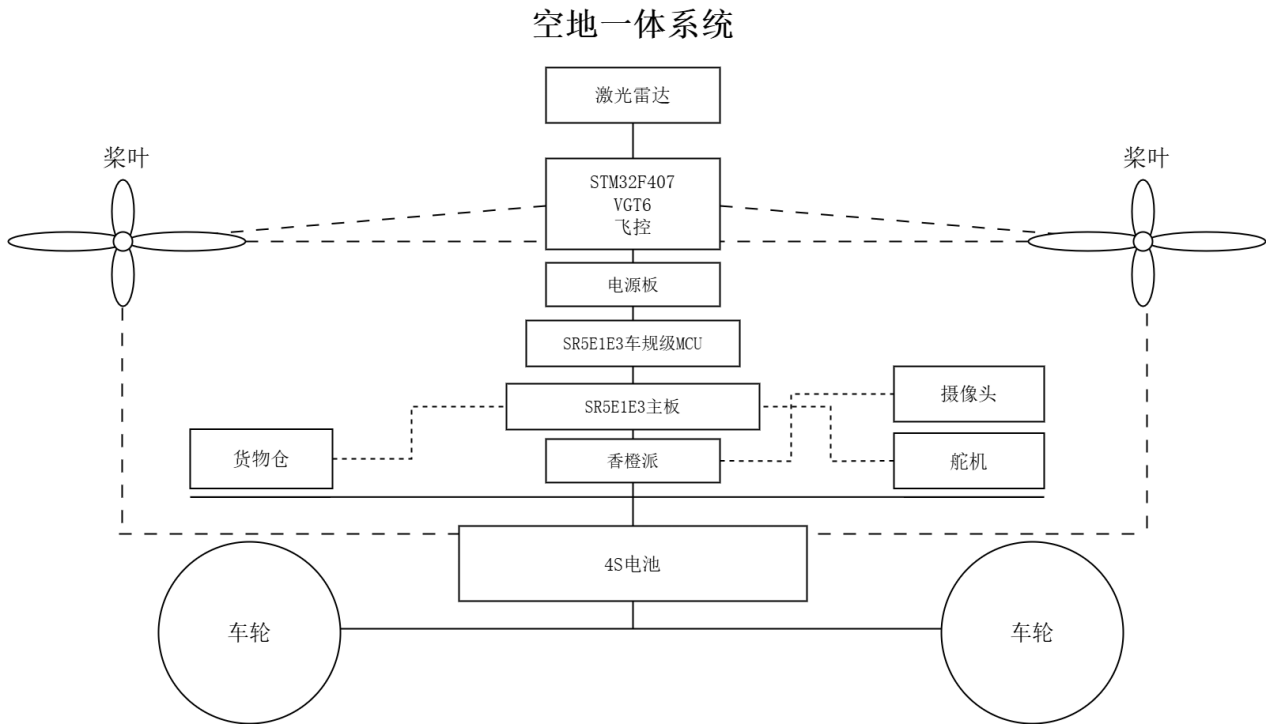 空地一体系统
激光雷达
桨叶
桨叶
STM32F407
VGT6
飞控
电源板
SR5E1E3车规级MCU
SR5E1E3主板
摄像头
货物仓
香橙派
舵机
4S电池
车轮
车轮